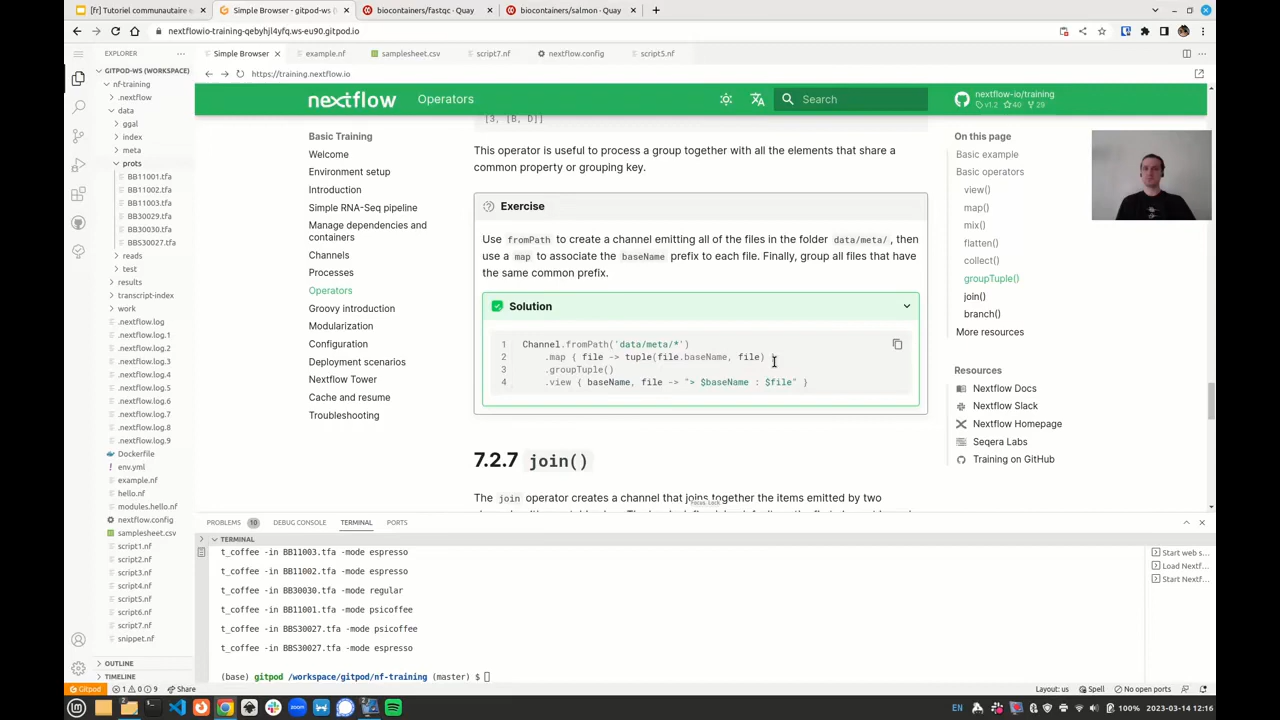 [fr] Tutoriel communautaire e
Simple Browser - gitpod (5 ws
biocontainers/fastqc · Quay
biocontainers/salmon · Quay
nextflowio-training-qebyhjl4yfq.ws-eu90.gitpod.io
EXPLORER
Simple Browser
example.nf
samplesheet.csv
script7.nf
nextflow.config
script5.nf
GITPOD-WS (WORKSPACE)
https://training.nextflow.io
nf-training
.nextflow
data
ggal
index
meta
prots
BB11001.tfa
BB11002.tfa
BB11003.tfa
BB30029.tfa
BB30030.tfa
BBS30027.tfa
reads
test
results
transcript-index
work
.nextflow.log
.nextflow.log.1
.nextflow.log.2
.nextflow.log.3
.nextflow.log.4
.nextflow.log.5
.nextflow.log.6
.nextflow.log.7
.nextflow.log.8
.nextflow.log.9
Dockerfile
env.yml
example.nf
hello.nf
modules.hello.nf
nextflow.config
samplesheet.csv
script1.nf
script2.nf
script3.nf
script4.nf
script5.nf
script6.nf
script7.nf
snippet.nf
OUTLINE
TIMELINE
nextflow
Operators
Search
nextflow-io/training
v1.2 40 29
Basic Training
Welcome
Environment setup
Introduction
Simple RNA-Seq pipeline
Manage dependencies and
containers
Channels
Processes
Operators
Groovy introduction
Modularization
Configuration
Deployment scenarios
Nextflow Tower
Cache and resume
Troubleshooting
[3, [B, D]]
This operator is useful to process a group together with all the elements that share a
common property or grouping key.
Exercise
Use fromPath to create a channel emitting all of the files in the folder data/meta/, then
use a map to associate the baseName prefix to each file. Finally, group all files that have
the same common prefix.
Solution
1 Channel.fromPath('data/meta/*')
2 .map { file -> tuple(file.baseName, file) }
3 .groupTuple()
4 .view { baseName, file -> "> $baseName : $file" }
7.2.7 join()
The join operator creates a channel that joins together the items emitted by two
On this page
Basic example
Basic operators
view()
map()
mix()
flatten()
collect()
groupTuple()
join()
branch()
More resources
Resources
Nextflow Docs
Nextflow Slack
Nextflow Homepage
Seqera Labs
Training on GitHub
PROBLEMS 10
DEBUG CONSOLE
TERMINAL
PORTS
TERMINAL
t_coffee -in BB11003.tfa -mode espresso
t_coffee -in BB11002.tfa -mode espresso
t_coffee -in BB30030.tfa -mode regular
t_coffee -in BB11001.tfa -mode psicoffee
t_coffee -in BBS30027.tfa -mode psicoffee
t_coffee -in BBS30027.tfa -mode espresso
(base) gitpod /workspace/gitpod/nf-training (master) $
Start web s...
Load Nextf...
Start Nextf...
Gitpod
1 0 9
Share
Layout: us
Spell
No open ports
EN
100%
2023-03-14 12:16